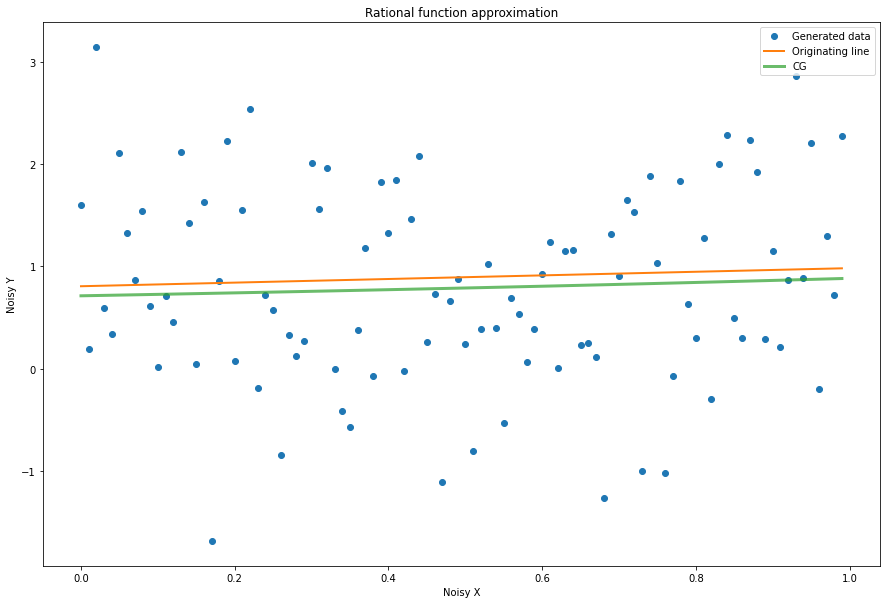 Rational function approximation
Generated data
Originating line
CG
3
2
1
0
−1
Noisy Y
0.0 0.2 0.4 0.6 0.8 1.0
Noisy X